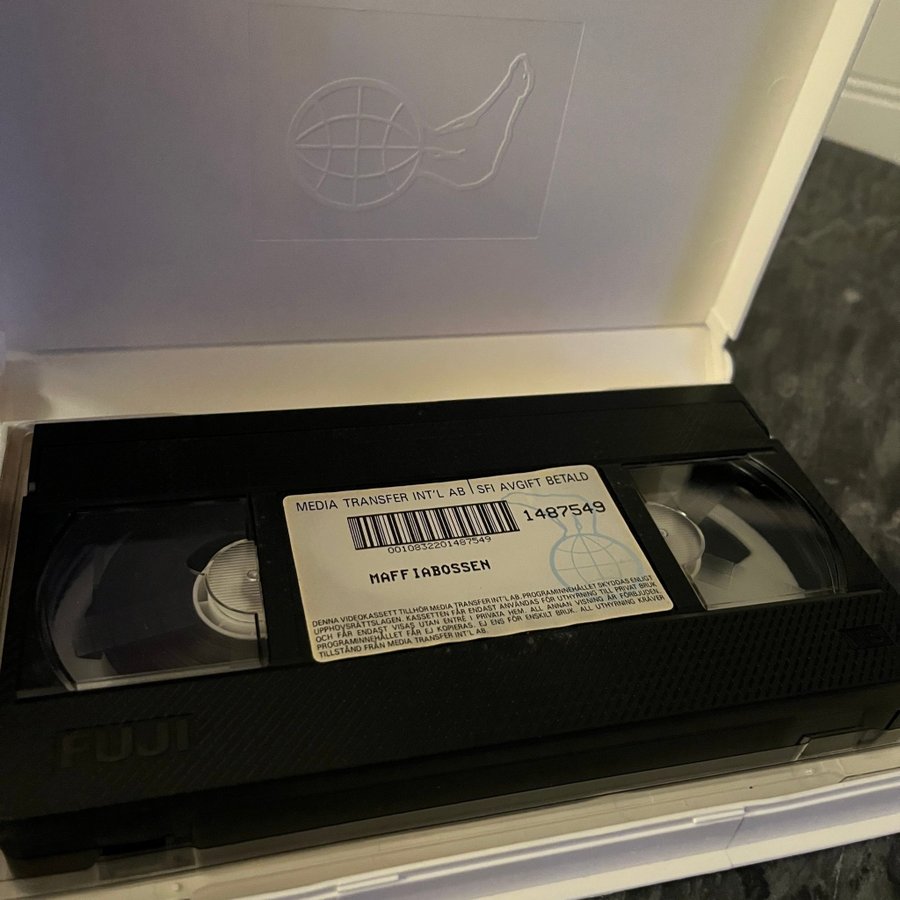 MEDIA TRANSFER INT'L AB | SFI AVGIFT BETALD
1487549
0010832201487549
MAFFIABOSSEN
DENNA VIDEOKASSETT TILLHÖR MEDIA TRANSFER INT'L AB. PROGRAMINNEHÅLLET SKYDDAS ENLIGT
UPPHOVSRÄTTSLAGEN. KASSETTEN FÅR ENDAST ANVÄNDAS FÖR UTHYRNING TILL PRIVAT BRUK
OCH FÅR ENDAST VISAS UTAN ENTRÉ I PRIVATA HEM. ALL ANNAN VISNING ÄR FÖRBJUDEN.
PROGRAMINNEHÅLLET FÅR EJ KOPIERAS, EJ ENS FÖR ENSKILT BRUK. ALL UTHYRNING KRÄVER
TILLSTÅND FRÅN MEDIA TRANSFER INT'L AB.
FUJI